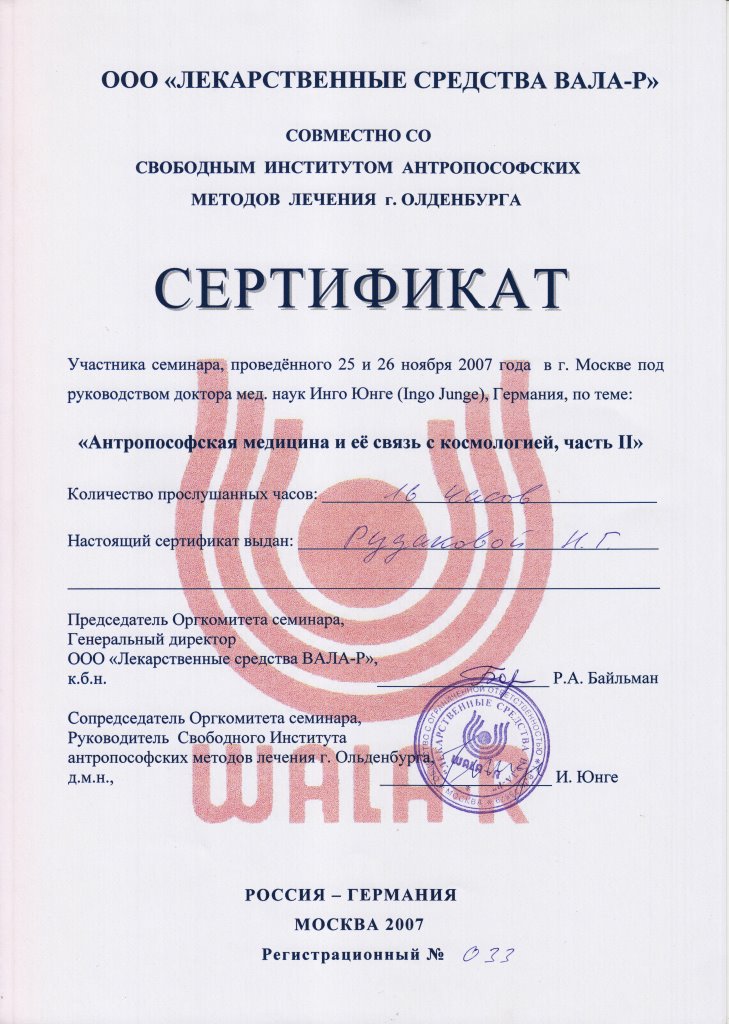 ООО «ЛЕКАРСТВЕННЫЕ СРЕДСТВА ВАЛА-Р»
СОВМЕСТНО СО
СВОБОДНЫМ ИНСТИТУТОМ АНТРОПОСОФСКИХ
МЕТОДОВ ЛЕЧЕНИЯ г. ОЛДЕНБУРГА
СЕРТИФИКАТ
Участника семинара, проведённого 25 и 26 ноября 2007 года в г. Москве под
руководством доктора мед. наук Инго Юнге (Ingo Junge), Германия, по теме:
«Антропософская медицина и её связь с космологией, часть II»
Количество прослушанных часов: 16 часов
Настоящий сертификат выдан: Рудаковой Н.Г.
Председатель Оргкомитета семинара,
Генеральный директор
ООО «Лекарственные средства ВАЛА-Р»,
к.б.н. Р.А. Байльман
Сопредседатель Оргкомитета семинара,
Руководитель Свободного Института
антропософских методов лечения г. Ольденбурга,
д.м.н., И. Юнге
WALA R
ЛЕКАРСТВЕННЫЕ СРЕДСТВА
WALA R
МОСКВА
РОССИЯ – ГЕРМАНИЯ
МОСКВА 2007
Регистрационный № 033